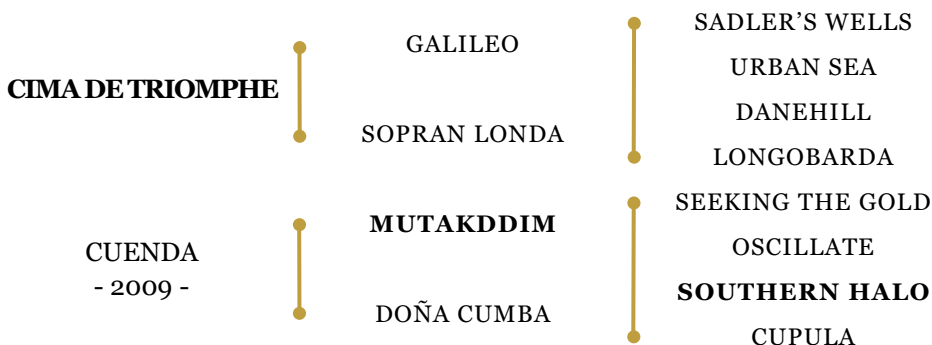 CIMA DE TRIOMPHE
GALILEO
SOPRAN LONDA
SADLER’S WELLS
URBAN SEA
DANEHILL
LONGOBARDA
CUENDA
- 2009 -
MUTAKDDIM
DOÑA CUMBA
SEEKING THE GOLD
OSCILLATE
SOUTHERN HALO
CUPULA